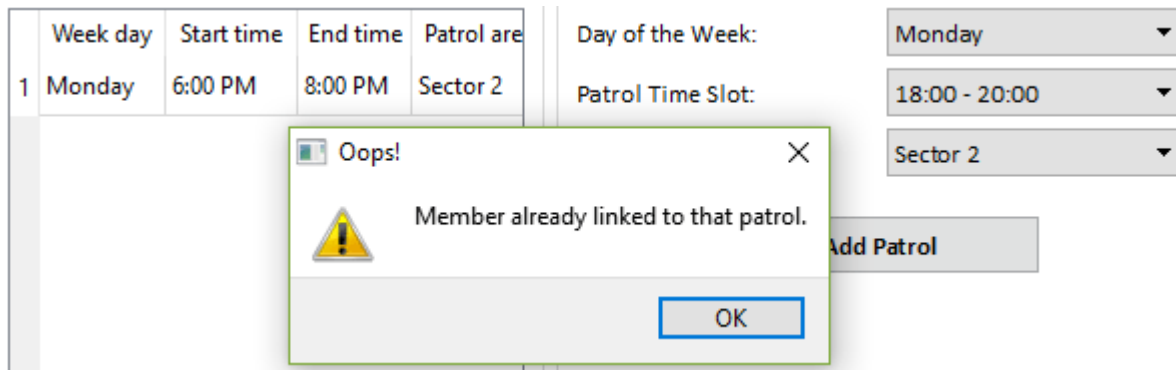 Week day Start time End time Patrol are
1 Monday 6:00 PM 8:00 PM Sector 2
Day of the Week: Monday
Patrol Time Slot: 18:00 - 20:00
Sector 2
Oops!
Member already linked to that patrol.
OK
Add Patrol